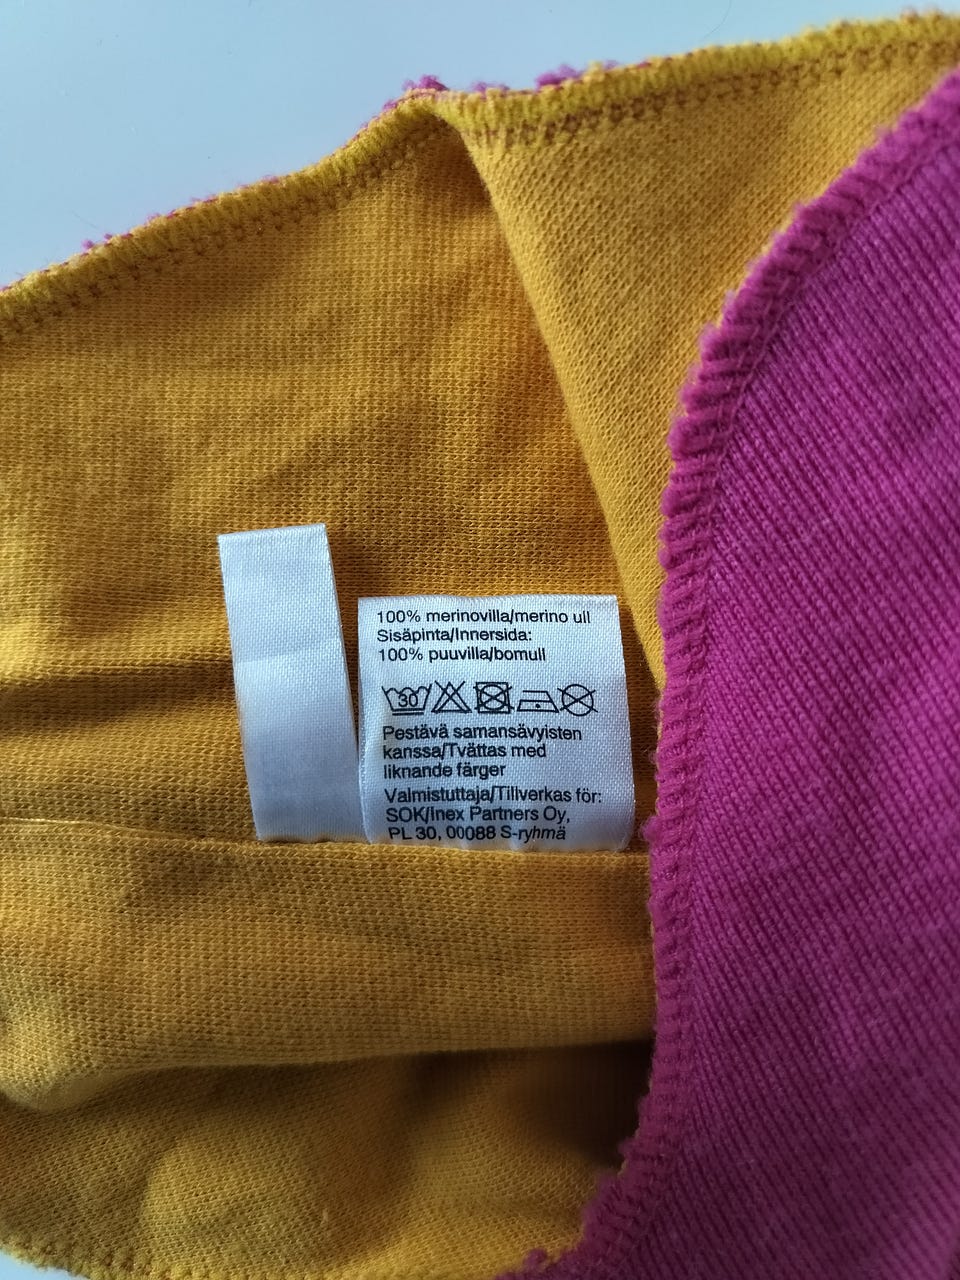 100% merinovilla/merino ull
Sisäpinta/Innersida:
100% puuvilla/bomull
30
Pestävä samansävyisten
kanssa/Tvättas med
liknande färger
Valmistuttaja/Tillverkas för:
SOK/Inex Partners Oy,
PL 30, 00088 S-ryhmä